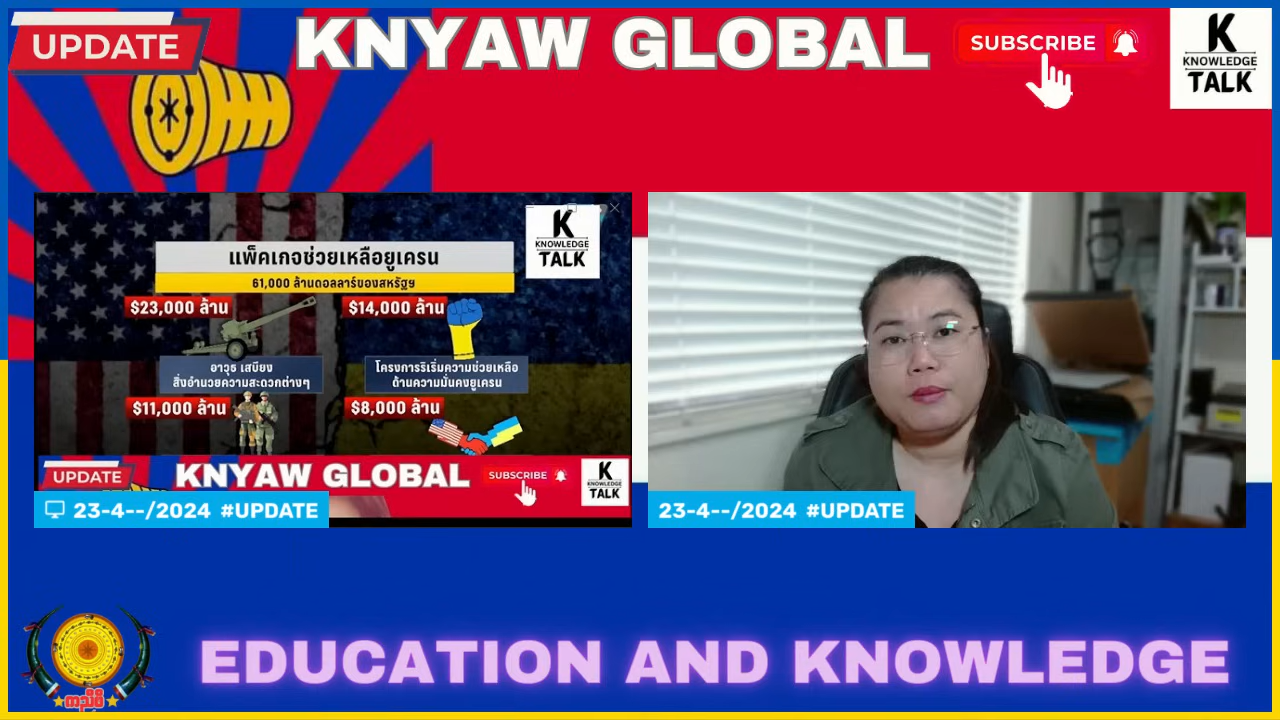 UPDATE
KNYAW GLOBAL
SUBSCRIBE
K
KNOWLEDGE
TALK
แพ็คเกจช่วยเหลือยูเครน
61,000 ล้านดอลลาร์ของสหรัฐฯ
$23,000 ล้าน
$14,000 ล้าน
อาวุธ เสบียง
สิ่งอำนวยความสะดวกต่างๆ
โครงการริเริ่มความช่วยเหลือ
ด้านความมั่นคงยูเครน
$11,000 ล้าน
$8,000 ล้าน
K
KNOWLEDGE
TALK
UPDATE
KNYAW GLOBAL
SUBSCRIBE
K
KNOWLEDGE
TALK
23-4--/2024 #UPDATE
23-4--/2024 #UPDATE
EDUCATION AND KNOWLEDGE